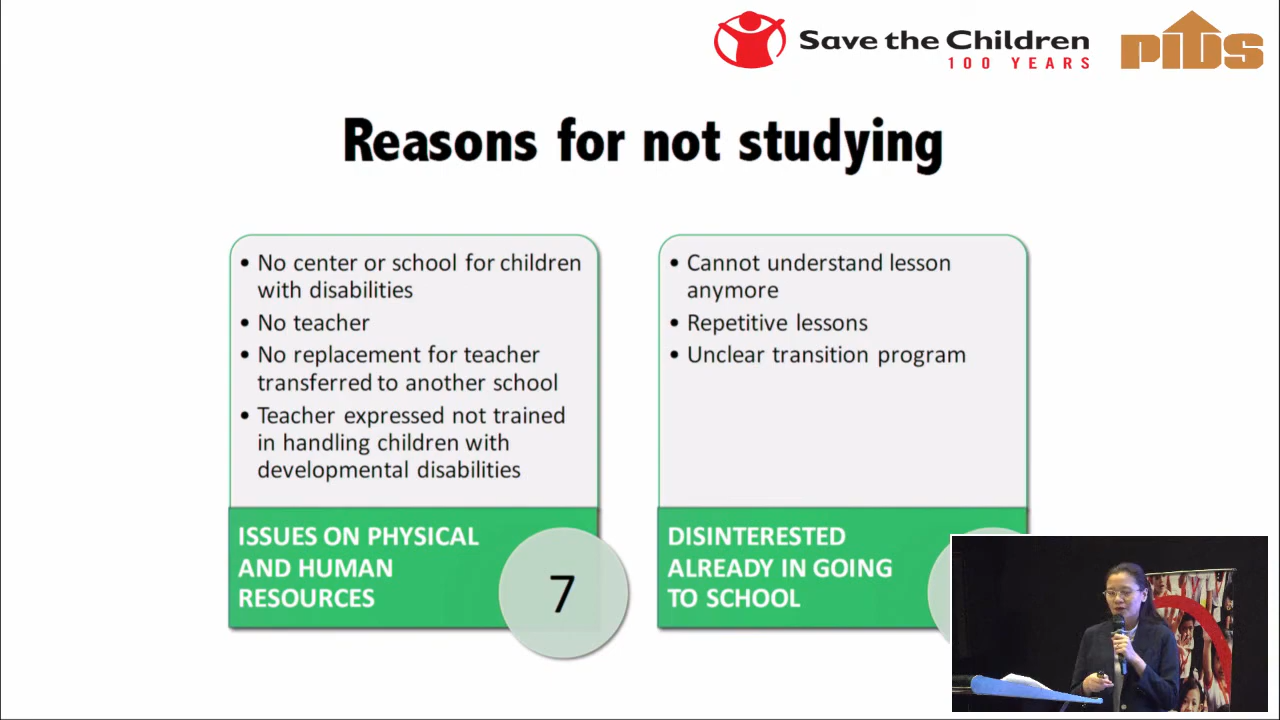 Save the Children
100 YEARS
PIDS
Reasons for not studying
• No center or school for children
with disabilities
• No teacher
• No replacement for teacher
transferred to another school
• Teacher expressed not trained
in handling children with
developmental disabilities
ISSUES ON PHYSICAL
AND HUMAN
RESOURCES
7
• Cannot understand lesson
anymore
• Repetitive lessons
• Unclear transition program
DISINTERESTED
ALREADY IN GOING
TO SCHOOL